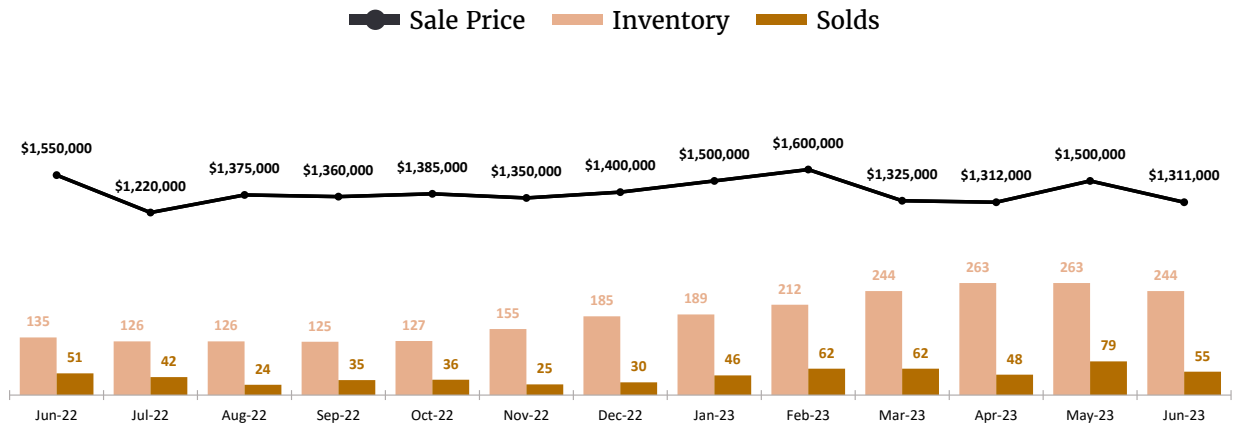 Sale Price Inventory Solds
$1,550,000 $1,220,000 $1,375,000 $1,360,000 $1,385,000 $1,350,000 $1,400,000 $1,500,000 $1,600,000 $1,325,000 $1,312,000 $1,500,000 $1,311,000
135 126 126 125 127 155 185 189 212 244 263 263 244
51 42 24 35 36 25 30 46 62 62 48 79 55
Jun-22 Jul-22 Aug-22 Sep-22 Oct-22 Nov-22 Dec-22 Jan-23 Feb-23 Mar-23 Apr-23 May-23 Jun-23